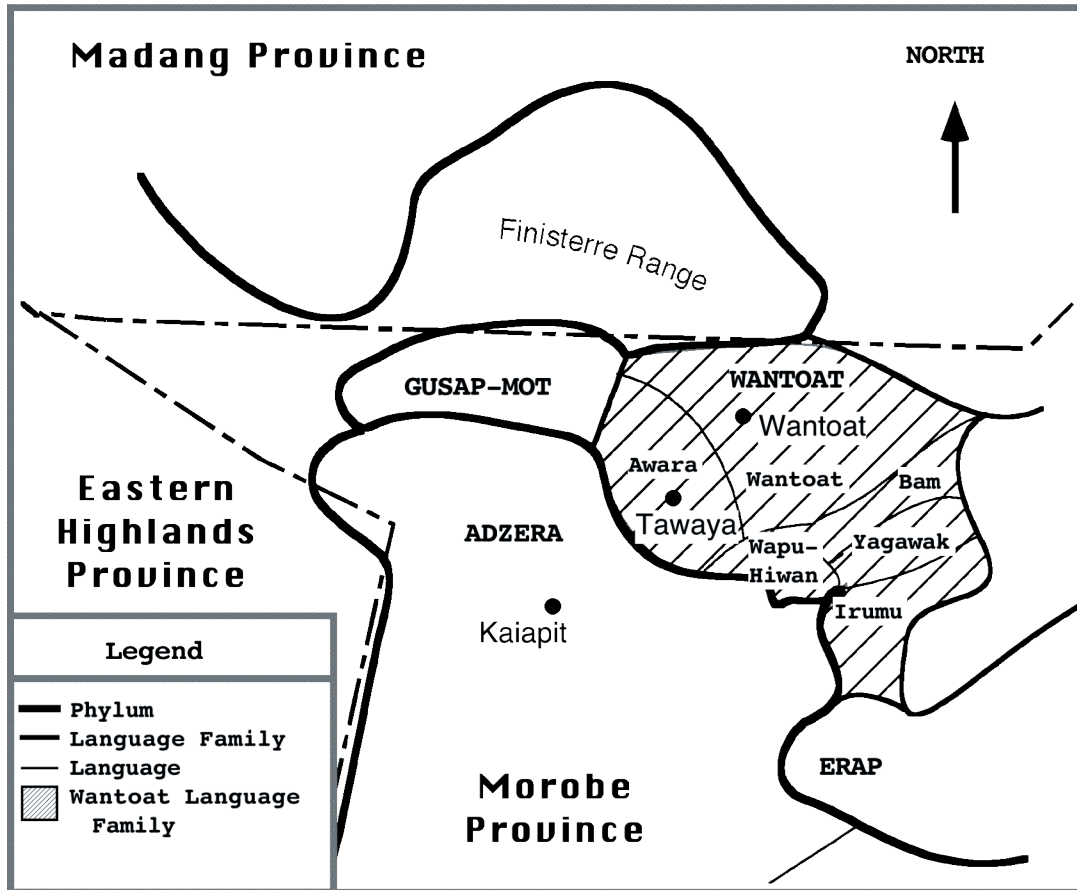 Madang Province
NORTH
Finisterre Range
GUSAP-MOT
WANTOAT
Wantoat
Awara
Wantoat
Bam
Tawaya
Eastern
Highlands
Province
ADZERA
Wapu-
Hiwan
Yagawak
Kaiapit
Irumu
Legend
Phylum
Language Family
Language
Wantoat Language
Family
Morobe
Province
ERAP